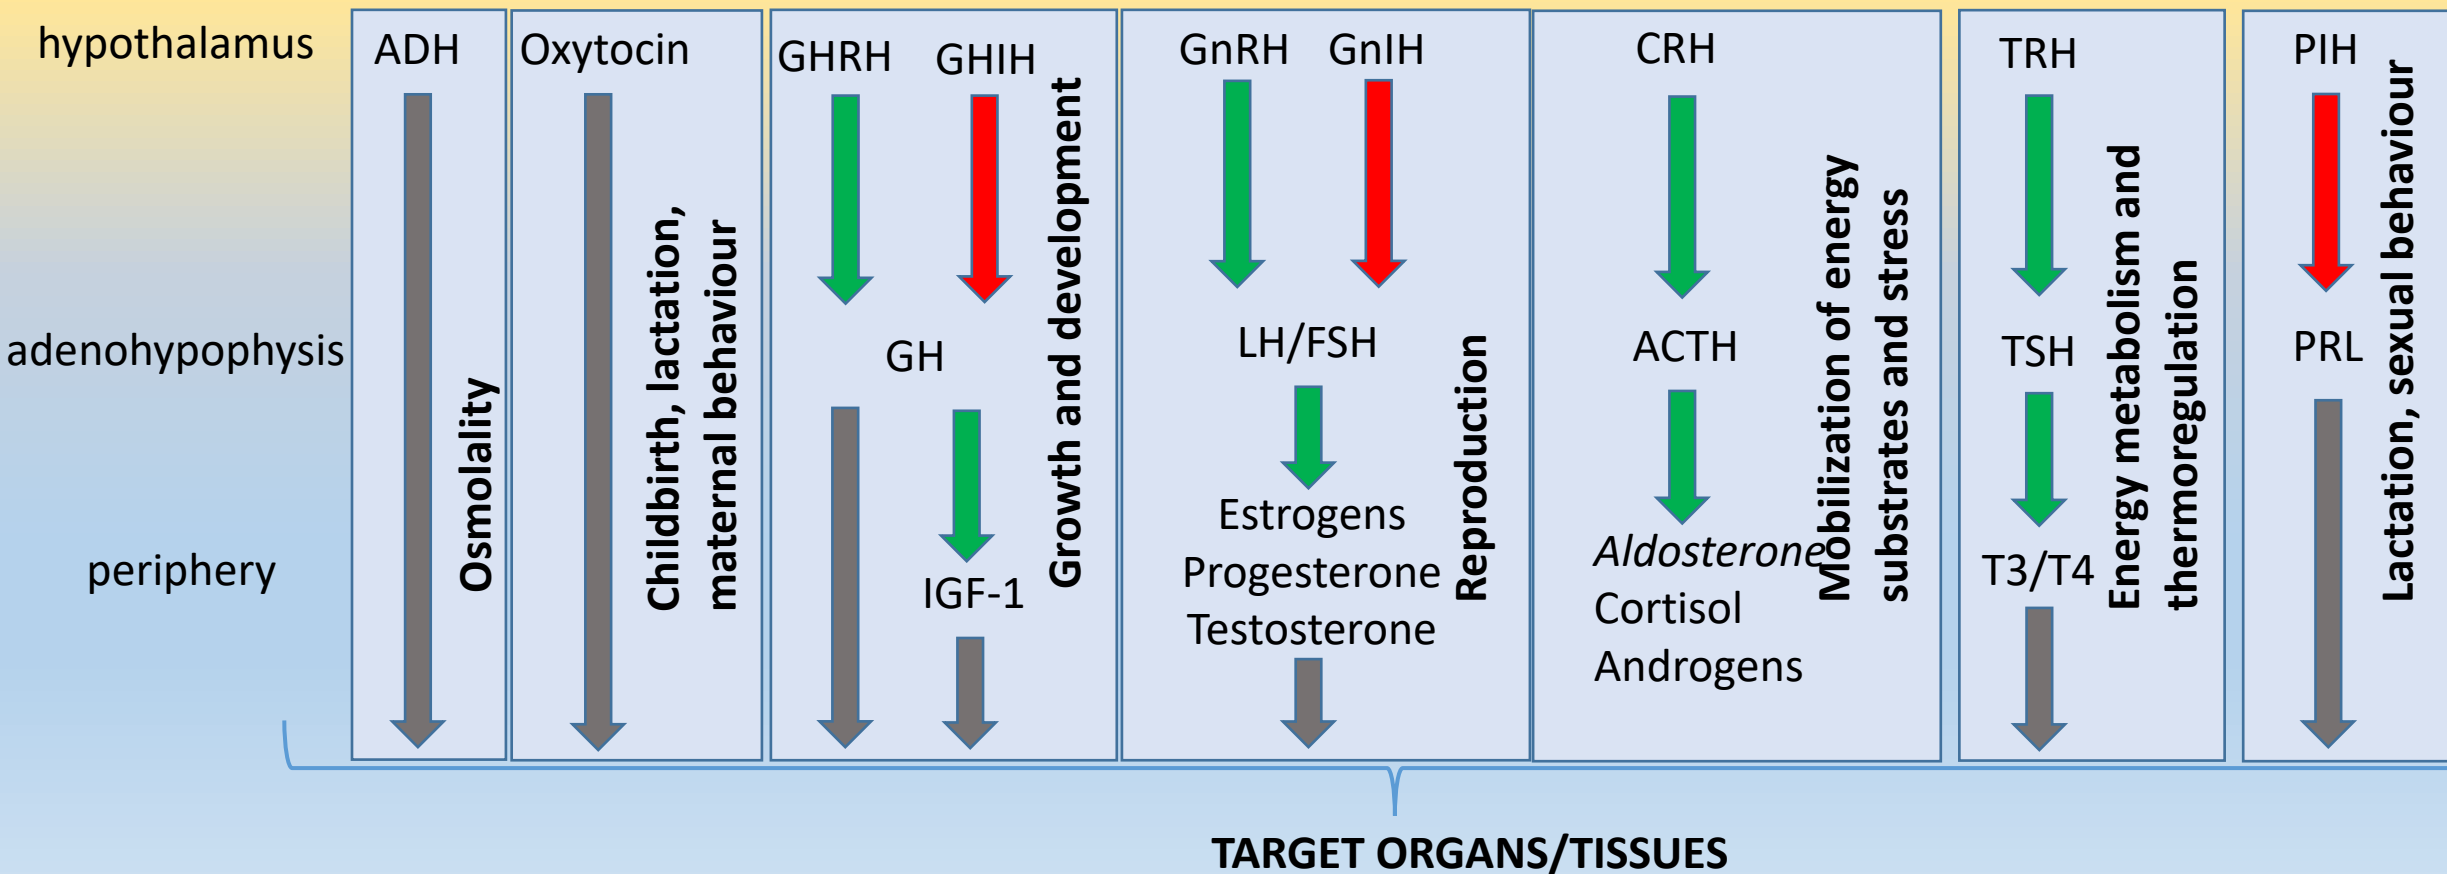 hypothalamus
ADH
Oxytocin
GHRH
GHIH
GnRH
GnIH
CRH
TRH
PIH
adenohypophysis
GH
LH/FSH
ACTH
TSH
PRL
periphery
IGF-1
Estrogens
Progesterone
Testosterone
Aldosterone
Cortisol
Androgens
T3/T4
Osmolality
Childbirth, lactation,
maternal behaviour
Growth and development
Reproduction
Mobilization of energy
substrates and stress
Energy metabolism and
thermoregulation
Lactation, sexual behaviour
TARGET ORGANS/TISSUES